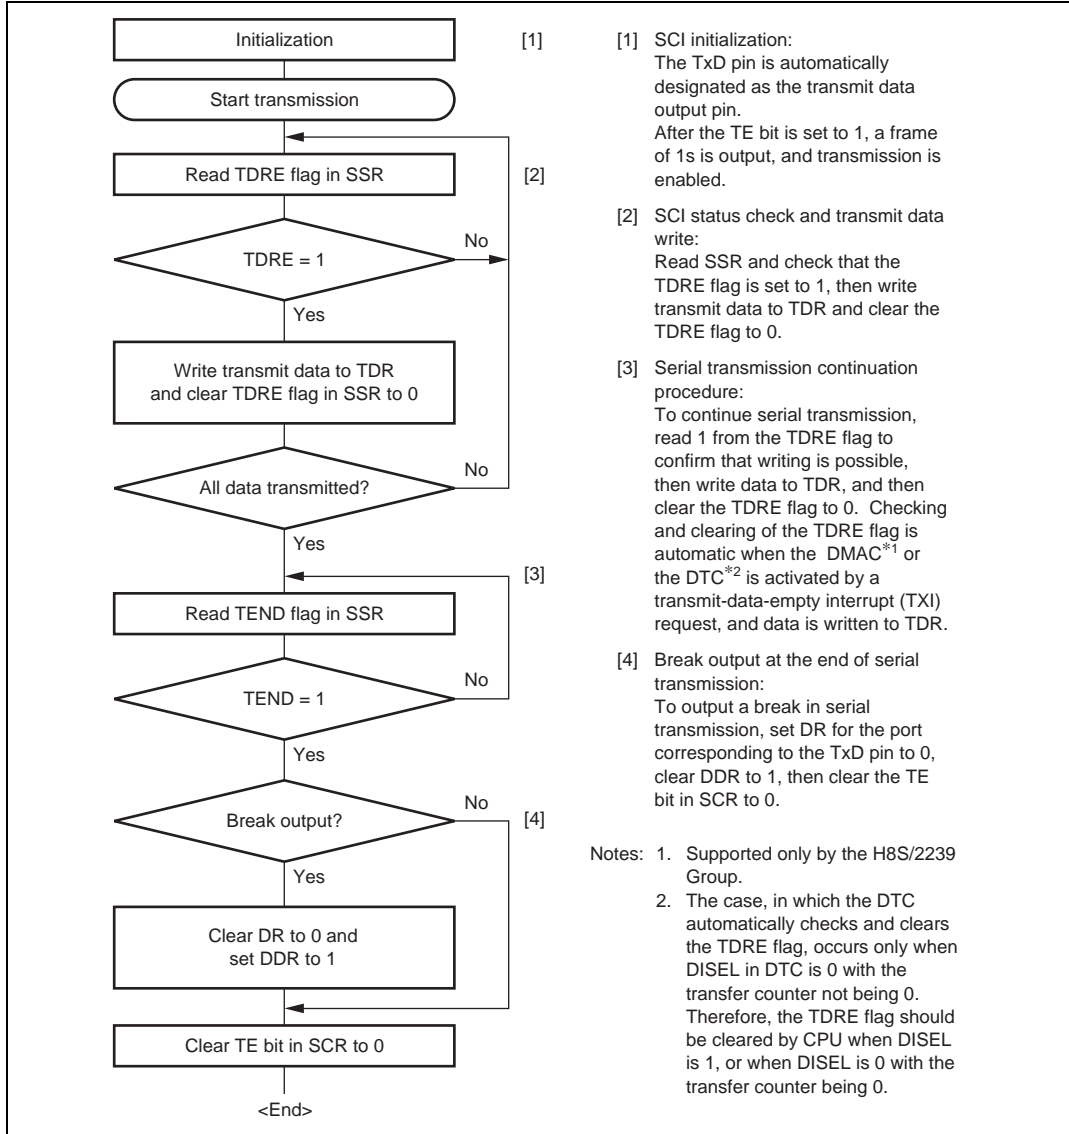 Initialization
[1]
Start transmission
Read TDRE flag in SSR
[2]
TDRE = 1
No
Yes
Write transmit data to TDR
and clear TDRE flag in SSR to 0
All data transmitted?
No
Yes
[3]
Read TEND flag in SSR
TEND = 1
No
Yes
Break output?
No
[4]
Yes
Clear DR to 0 and
set DDR to 1
Clear TE bit in SCR to 0
<End>
[1] SCI initialization:
The TxD pin is automatically
designated as the transmit data
output pin.
After the TE bit is set to 1, a frame
of 1s is output, and transmission is
enabled.
[2] SCI status check and transmit data
write:
Read SSR and check that the
TDRE flag is set to 1, then write
transmit data to TDR and clear the
TDRE flag to 0.
[3] Serial transmission continuation
procedure:
To continue serial transmission,
read 1 from the TDRE flag to
confirm that writing is possible,
then write data to TDR, and then
clear the TDRE flag to 0. Checking
and clearing of the TDRE flag is
automatic when the DMAC*1 or
the DTC*2 is activated by a
transmit-data-empty interrupt (TXI)
request, and data is written to TDR.
[4] Break output at the end of serial
transmission:
To output a break in serial
transmission, set DR for the port
corresponding to the TxD pin to 0,
clear DDR to 1, then clear the TE
bit in SCR to 0.
Notes: 1. Supported only by the H8S/2239
Group.
2. The case, in which the DTC
automatically checks and clears
the TDRE flag, occurs only when
DISEL in DTC is 0 with the
transfer counter not being 0.
Therefore, the TDRE flag should
be cleared by CPU when DISEL
is 1, or when DISEL is 0 with the
transfer counter being 0.